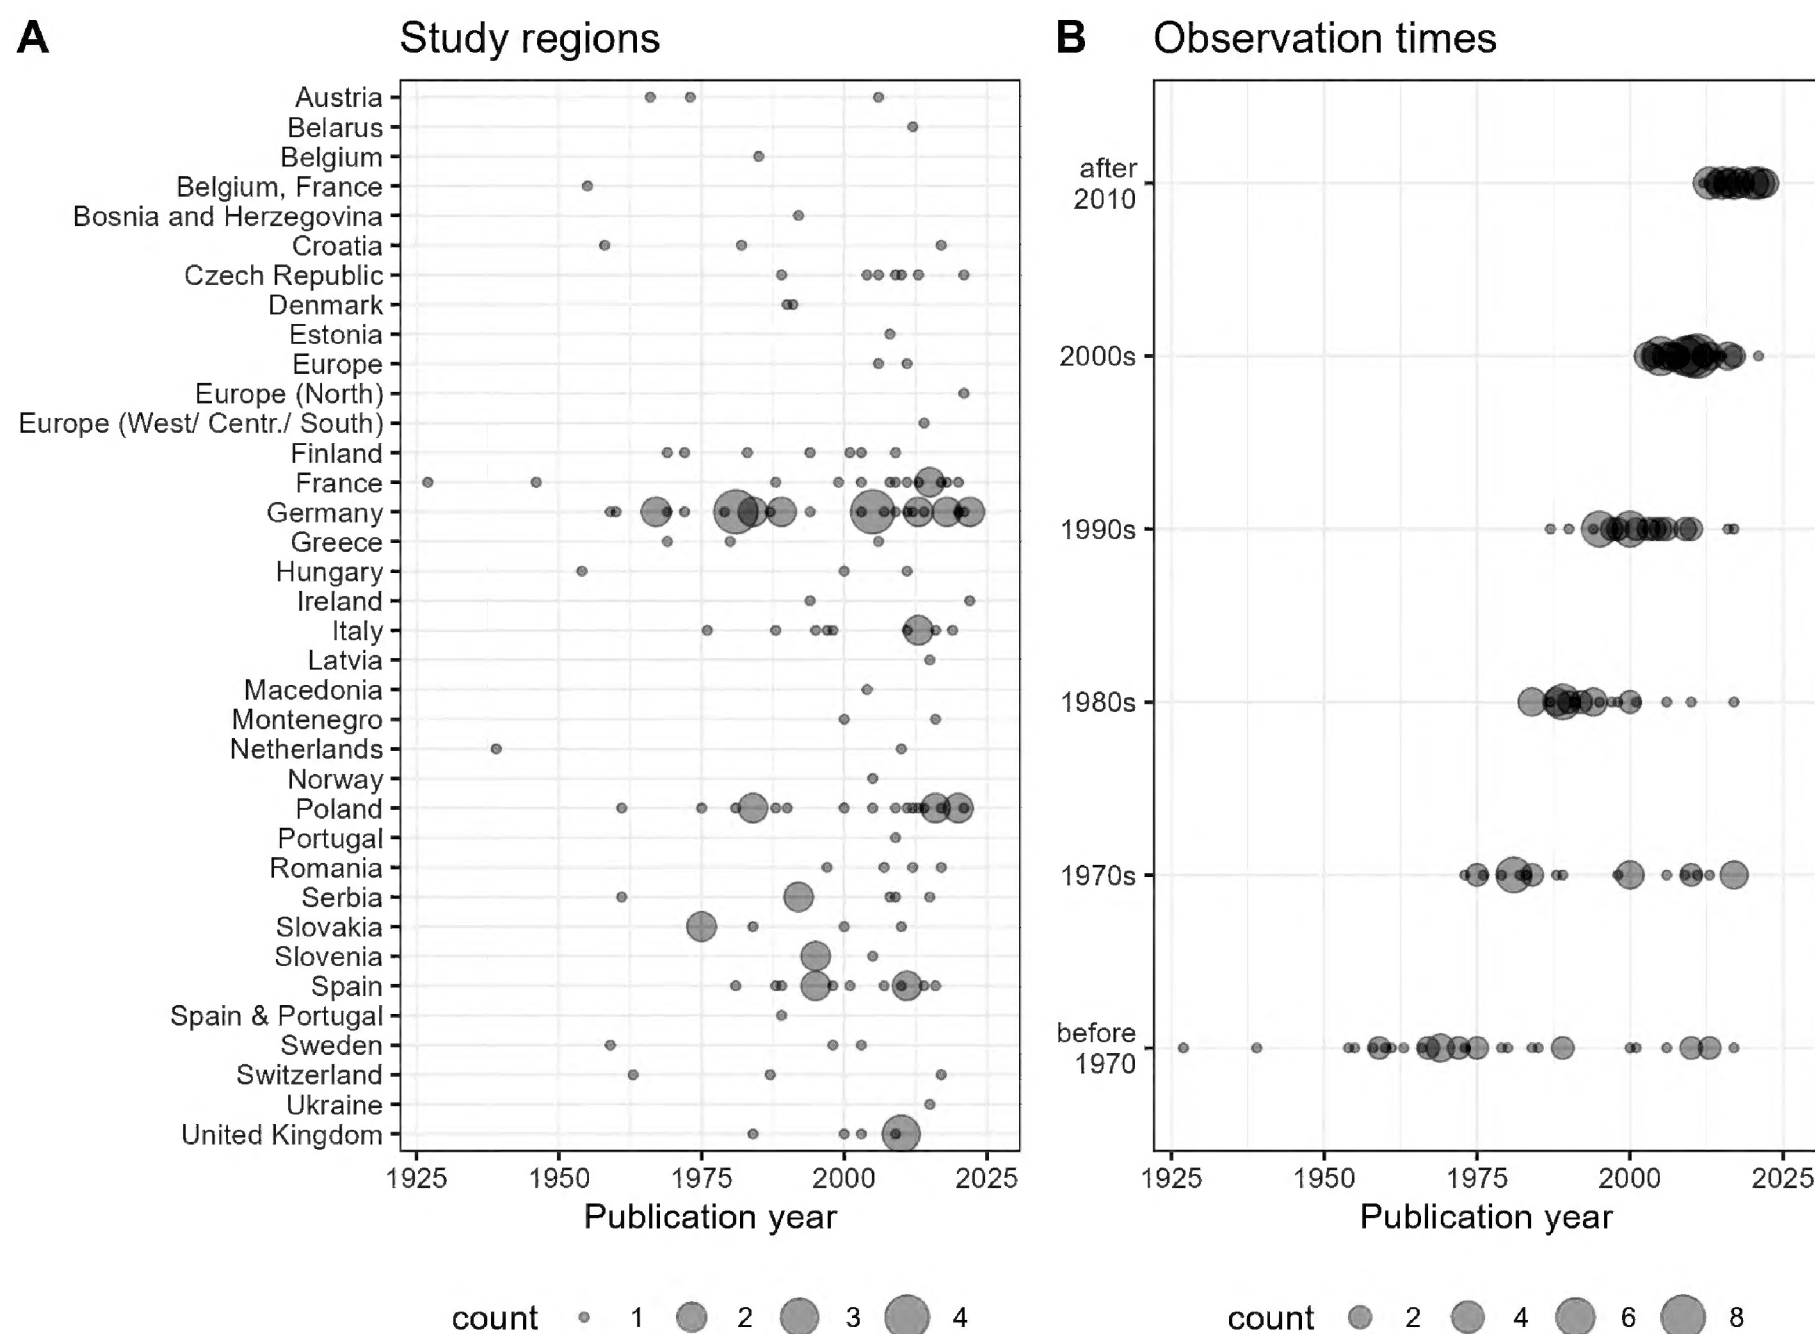 A Study regions
Austria
Belarus
Belgium
Belgium, France
Bosnia and Herzegovina
Croatia
Czech Republic
Denmark
Estonia
Europe
Europe (North)
Europe (West/ Centr./ South)
Finland
France
Germany
Greece
Hungary
Ireland
Italy
Latvia
Macedonia
Montenegro
Netherlands
Norway
Poland
Portugal
Romania
Serbia
Slovakia
Slovenia
Spain
Spain & Portugal
Sweden
Switzerland
Ukraine
United Kingdom
1925 1950 1975 2000 2025
Publication year
count 1 2 3 4
B Observation times
after
2010
2000s
1990s
1980s
1970s
before
1970
1925 1950 1975 2000 2025
Publication year
count 2 4 6 8